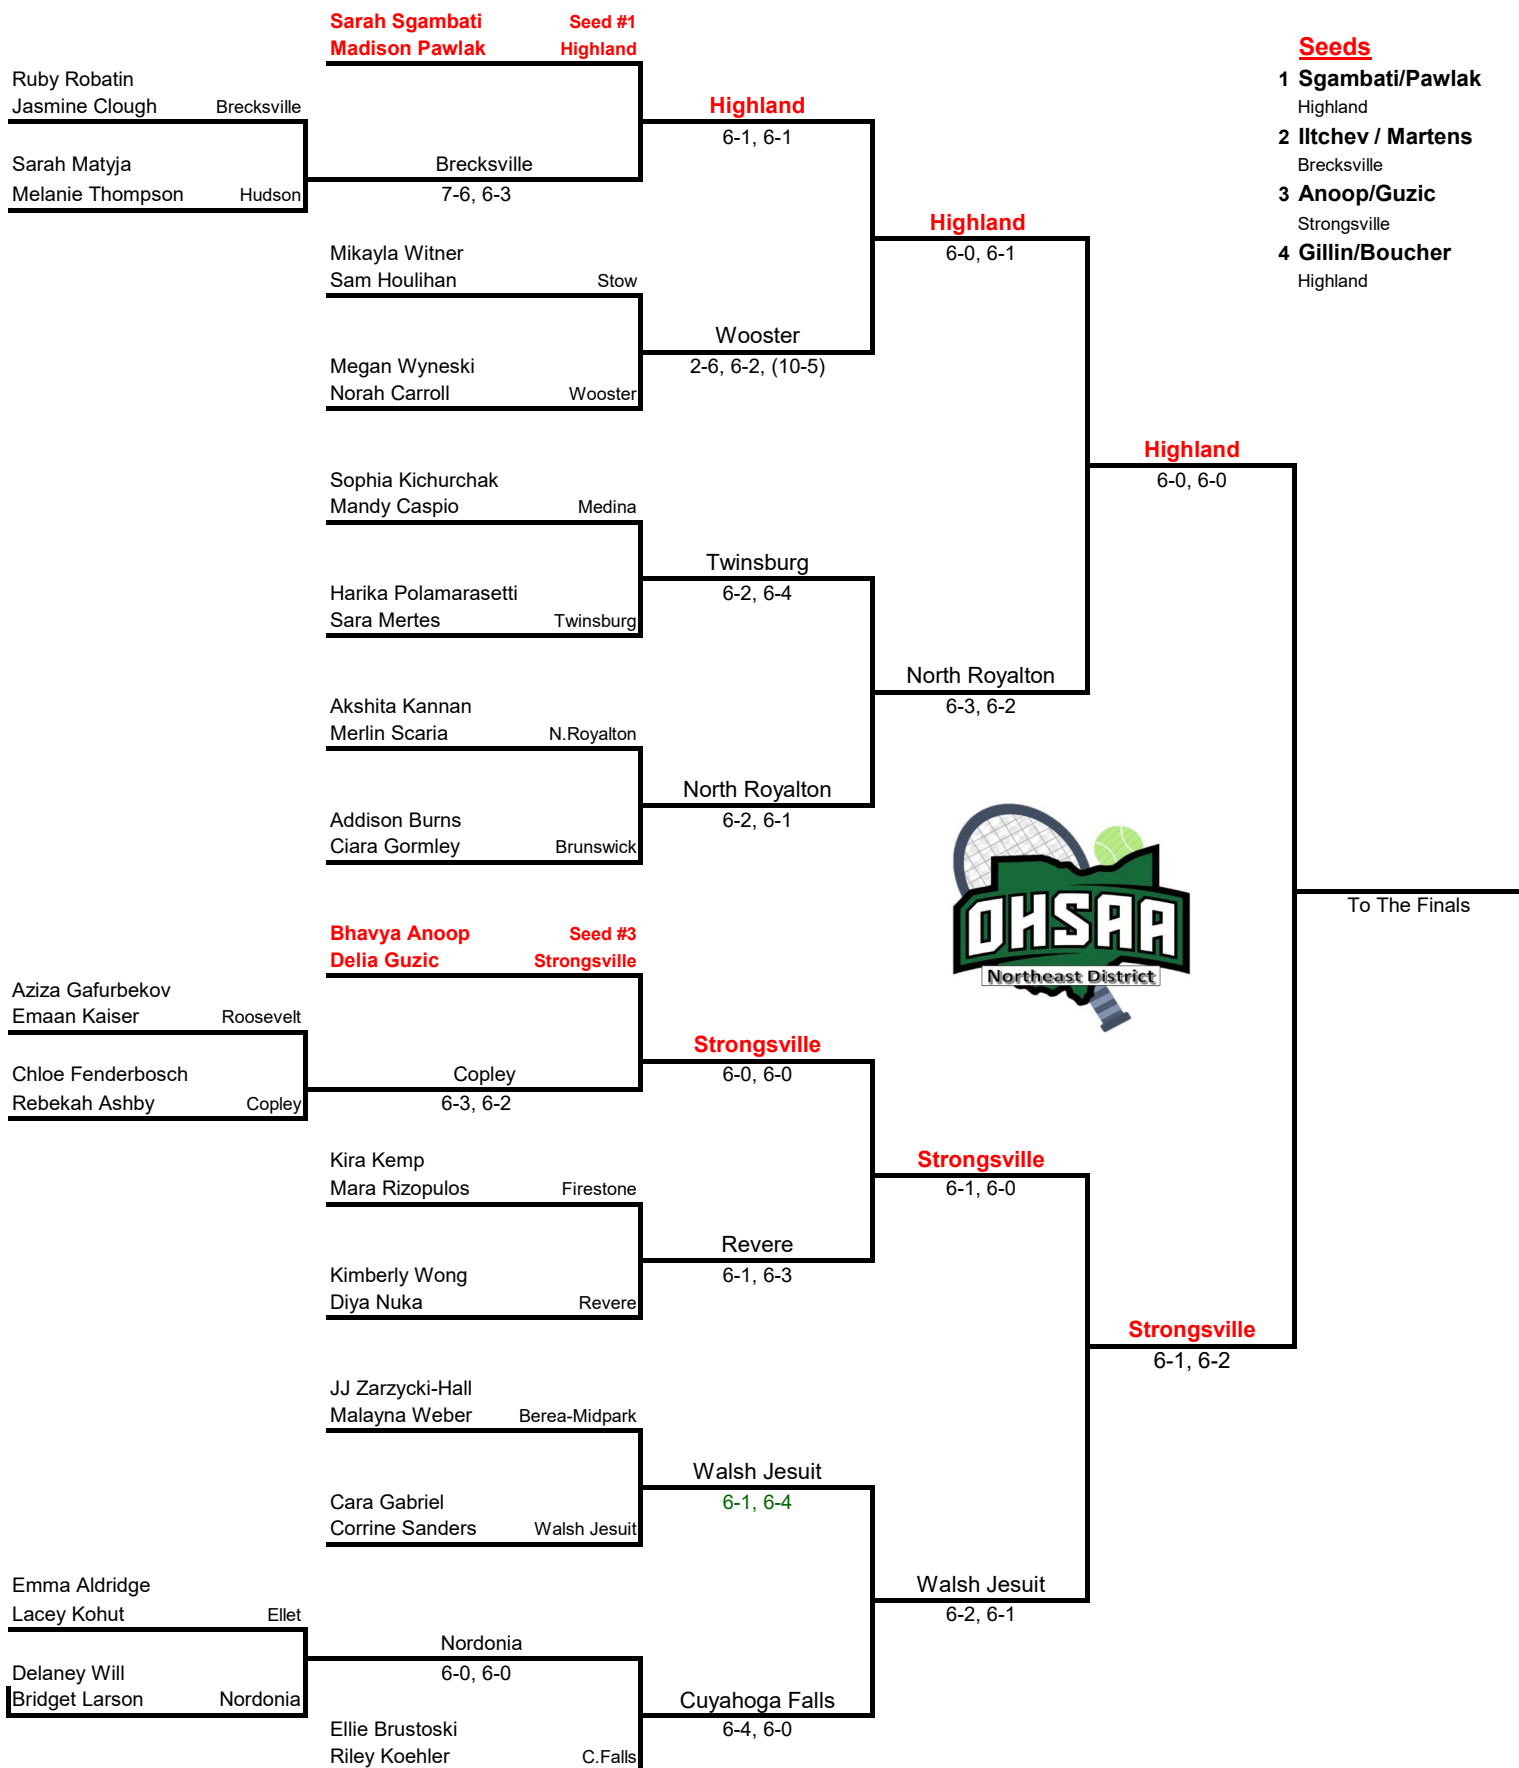 Sarah Sgambati Seed #1
Madison Pawlak Highland
Seeds
Ruby Robatin
1 Sgambati/Pawlak
Jasmine Clough Brecksville
Highland
Highland
6-1, 6-1
2 Iltchev / Martens
Sarah Matyja
Brecksville
Brecksville
Melanie Thompson Hudson
7-6, 6-3
3 Anoop/Guzic
Highland
Strongsville
Mikayla Witner
6-0, 6-1
4 Gillin/Boucher
Sam Houlihan Stow
Highland
Wooster
Megan Wyneski
2-6, 6-2, (10-5)
Norah Carroll Wooster
Highland
Sophia Kichurchak
6-0, 6-0
Mandy Caspio Medina
Twinsburg
Harika Polamarasetti
6-2, 6-4
Sara Mertes Twinsburg
North Royalton
Akshita Kannan
6-3, 6-2
Merlin Scaria N.Royalton
North Royalton
Addison Burns
6-2, 6-1
Ciara Gormley Brunswick
OHSAA
Northeast District
To The Finals
Bhavya Anoop Seed #3
Delia Guzic Strongsville
Aziza Gafurbekov
Emaan Kaiser Roosevelt
Strongsville
Chloe Fenderbosch
Copley
6-0, 6-0
Rebekah Ashby Copley
6-3, 6-2
Kira Kemp
Strongsville
Mara Rizopulos Firestone
6-1, 6-0
Revere
Kimberly Wong
6-1, 6-3
Diya Nuka Revere
Strongsville
6-1, 6-2
JJ Zarzycki-Hall
Malayna Weber Berea-Midpark
Walsh Jesuit
Cara Gabriel
6-1, 6-4
Corrine Sanders Walsh Jesuit
Emma Aldridge
Walsh Jesuit
Lacey Kohut Ellet
6-2, 6-1
Nordonia
Delaney Will
6-0, 6-0
Bridget Larson Nordonia
Cuyahoga Falls
Ellie Brustoski
6-4, 6-0
Riley Koehler C.Falls